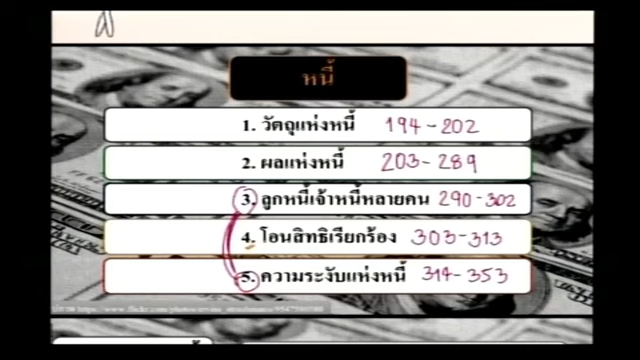 หนี้
1. วัตถุแห่งหนี้ 194-202
2. ผลแห่งหนี้ 203-289
3. ลูกหนี้เจ้าหนี้หลายคน 290-302
4. โอนสิทธิเรียกร้อง 303-313
5. ความระงับแห่งหนี้ 314-353